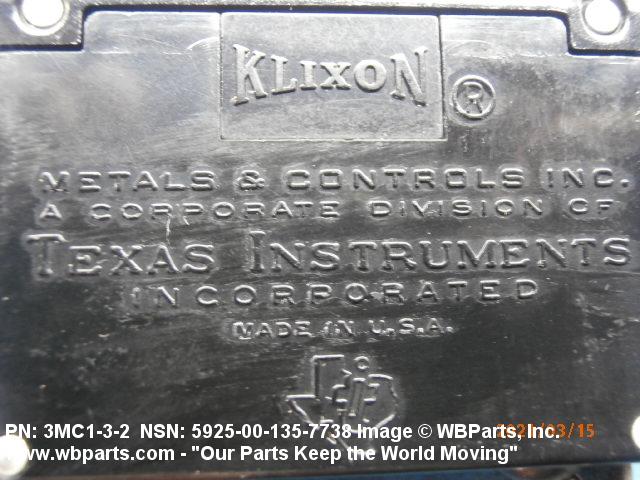 KLIXON ®
METALS & CONTROLS INC.
A CORPORATE DIVISION OF
TEXAS INSTRUMENTS
INCORPORATED
MADE IN U.S.A.
PN: 3MC1-3-2 NSN: 5925-00-135-7738 Image © WBParts, Inc.
www.wbparts.com - "Our Parts Keep the World Moving"